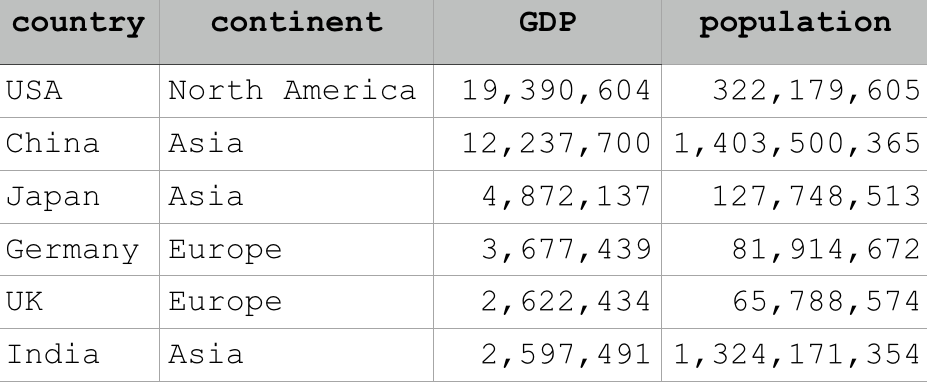 country continent GDP population
USA North America 19,390,604 322,179,605
China Asia 12,237,700 1,403,500,365
Japan Asia 4,872,137 127,748,513
Germany Europe 3,677,439 81,914,672
UK Europe 2,622,434 65,788,574
India Asia 2,597,491 1,324,171,354